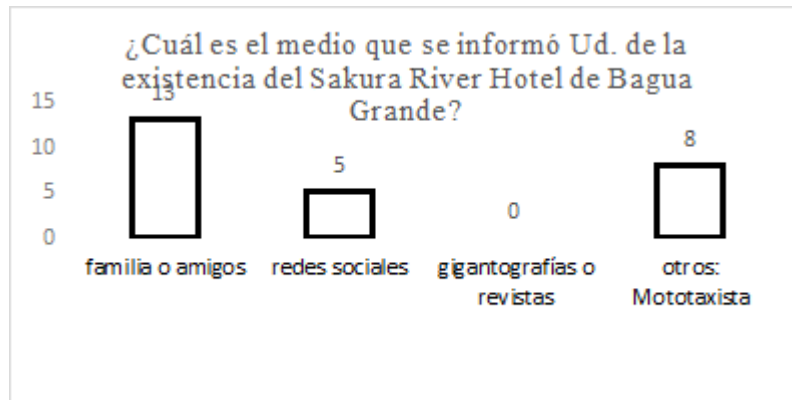 ¿Cuál es el medio que se informó Ud. de la
existencia del Sakura River Hotel de Bagua
Grande?
15
10
5
0
13
5
0
8
familia o amigos
redes sociales
gigantografías o
revistas
otros:
Mototaxista